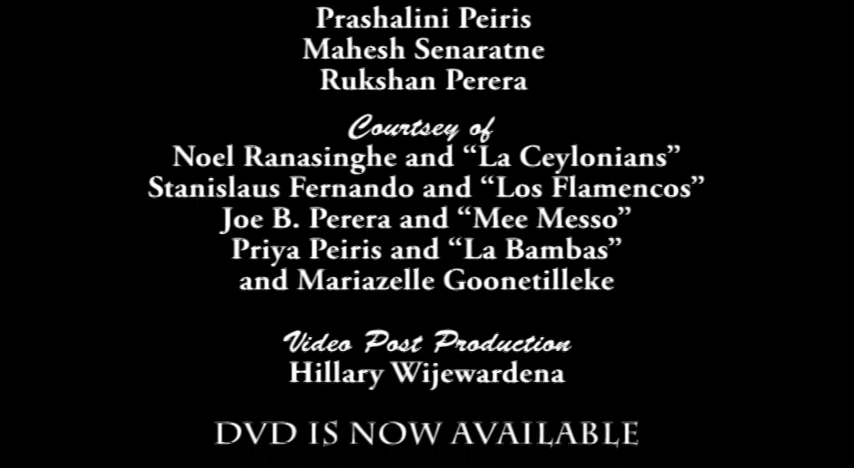 Prashalini Peiris
Mahesh Senaratne
Rukshan Perera
Courtsey of
Noel Ranasinghe and “La Ceylonians”
Stanislaus Fernando and “Los Flamencos”
Joe B. Perera and “Mee Messo”
Priya Peiris and “La Bambas”
and Mariazelle Goonetilleke
Video Post Production
Hillary Wijewardena
DVD IS NOW AVAILABLE